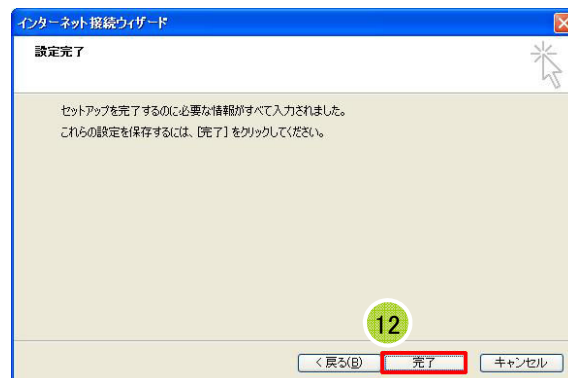 インターネット接続ウィザード
設定完了
セットアップを完了するのに必要な情報がすべて入力されました。
これらの設定を保存するには、[完了] をクリックしてください。
12
< 戻る(B)
完了
キャンセル